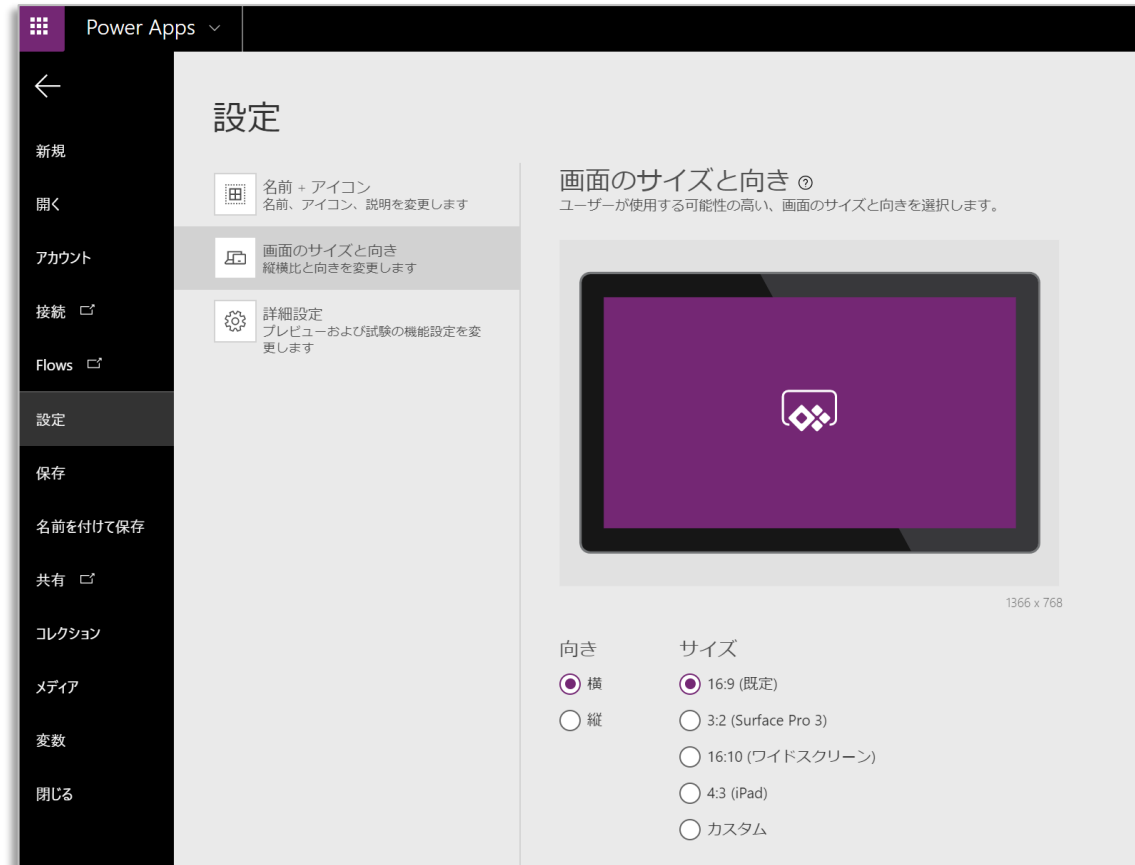 Power Apps
新規
開く
アカウント
接続
Flows
設定
保存
名前を付けて保存
共有
コレクション
メディア
変数
閉じる
設定
名前 + アイコン
名前、アイコン、説明を変更します
画面のサイズと向き
縦横比と向きを変更します
詳細設定
プレビューおよび試験の機能設定を変
更します
画面のサイズと向き
ユーザーが使用する可能性の高い、画面のサイズと向きを選択します。
1366 x 768
向き
横
縦
サイズ
16:9 (既定)
3:2 (Surface Pro 3)
16:10 (ワイドスクリーン)
4:3 (iPad)
カスタム